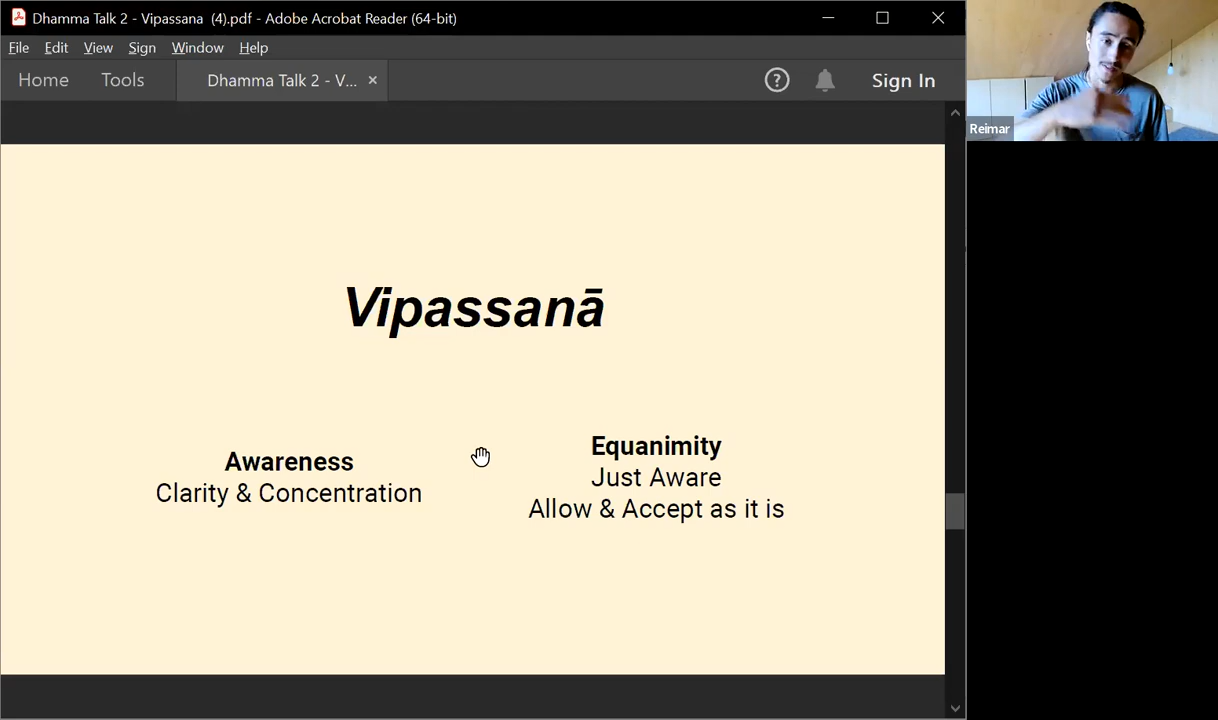 Dhamma Talk 2 - Vipassana  (4).pdf - Adobe Acrobat Reader (64-bit)
File Edit View Sign Window Help
Home Tools Dhamma Talk 2 - V... × ? Sign In
Reimar
Vipassanā
Awareness
Clarity & Concentration
Equanimity
Just Aware
Allow & Accept as it is